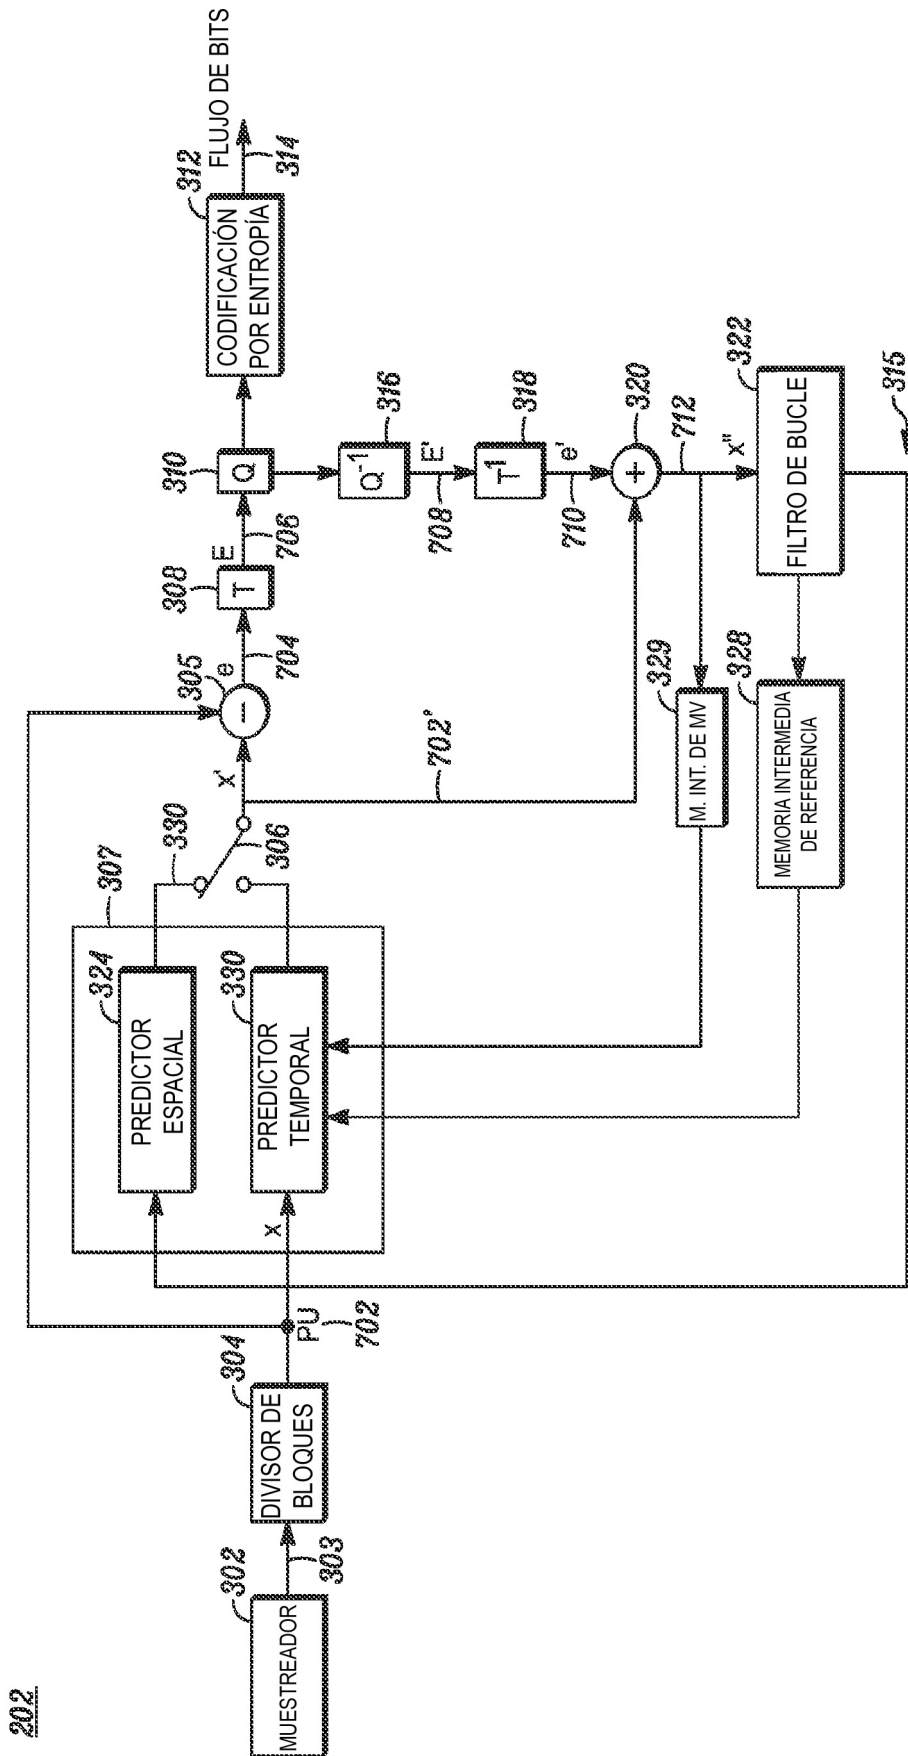 202
MUESTREADOR
302
303
DIVISOR DE
BLOQUES
304
PU
702
x
307
PREDICTOR
ESPACIAL
324
PREDICTOR
TEMPORAL
330
330
306
x'
702'
305
e
704
T
308
E
706
Q
310
CODIFICACIÓN
POR ENTROPÍA
312
FLUJO DE BITS
314
Q⁻¹
316
E'
708
T¹
318
e'
710
+
320
712
x"
FILTRO DE BUCLE
322
315
M. INT. DE MV
329
MEMORIA INTERMEDIA
DE REFERENCIA
328